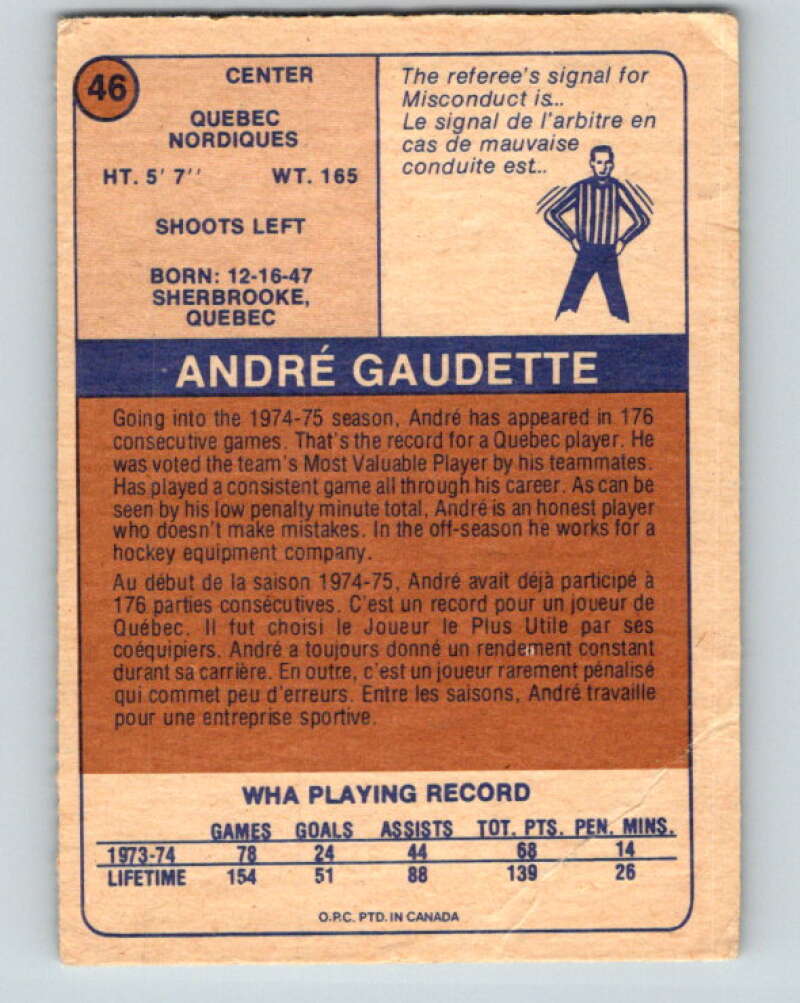 46
CENTER
QUEBEC
NORDIQUES
HT. 5' 7'' WT. 165
SHOOTS LEFT
BORN: 12-16-47
SHERBROOKE,
QUEBEC
The referee's signal for
Misconduct is...
Le signal de l'arbitre en
cas de mauvaise
conduite est...
ANDRÉ GAUDETTE
Going into the 1974-75 season, André has appeared in 176
consecutive games. That's the record for a Quebec player. He
was voted the team's Most Valuable Player by his teammates.
Has played a consistent game all through his career. As can be
seen by his low penalty minute total, André is an honest player
who doesn't make mistakes. In the off-season he works for a
hockey equipment company.
Au début de la saison 1974-75, André avait déjà participé à
176 parties consécutives. C'est un record pour un joueur de
Québec. Il fut choisi le Joueur le Plus Utile par ses
coéquipiers. André a toujours donné un rendement constant
durant sa carrière. En outre, c'est un joueur rarement pénalisé
qui commet peu d'erreurs. Entre les saisons, André travaille
pour une entreprise sportive.
WHA PLAYING RECORD
GAMES GOALS ASSISTS TOT. PTS. PEN. MINS.
1973-74 78 24 44 68 14
LIFETIME 154 51 88 139 26
O.P.C. PTD. IN CANADA